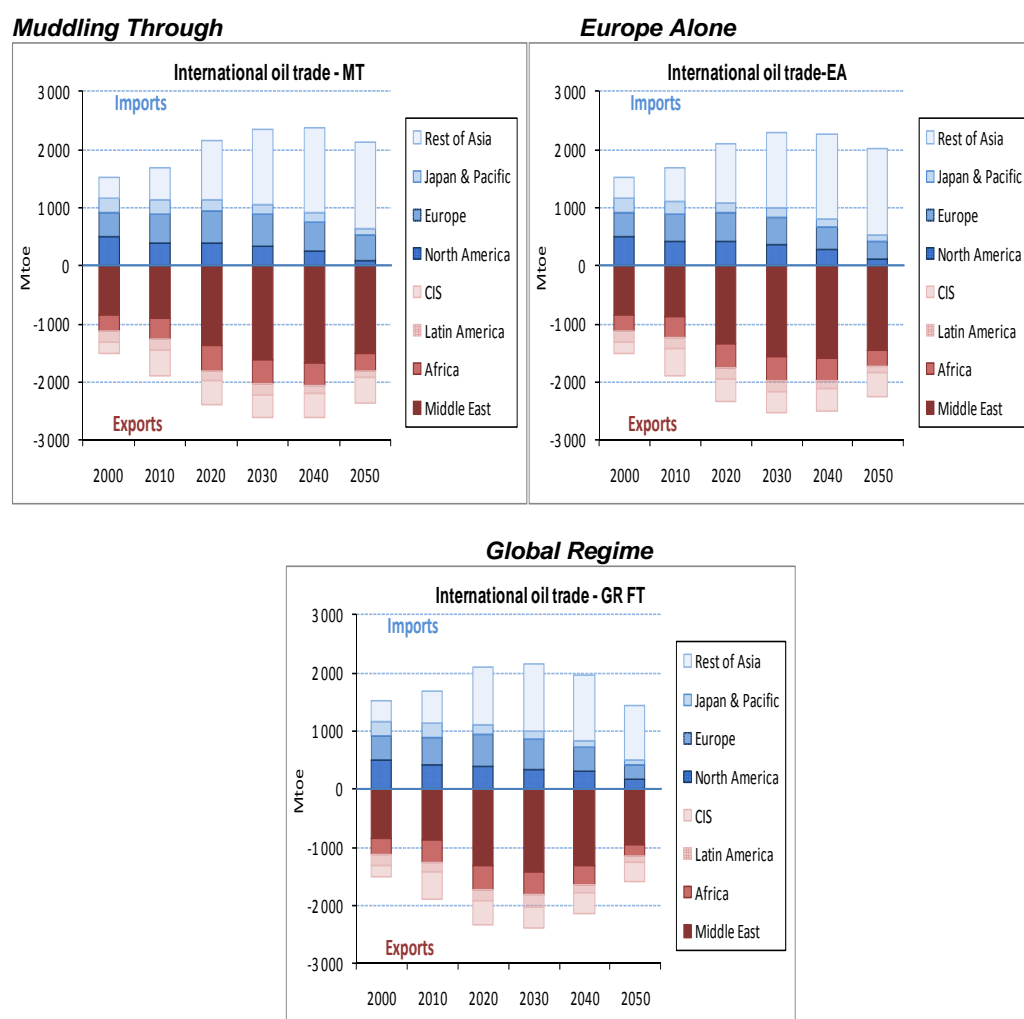 Muddling Through
Europe Alone
International oil trade - MT
3 000
Imports
2 000
1 000
0
-1 000
-2 000
Exports
-3 000
Mtoe
2000 2010 2020 2030 2040 2050
Rest of Asia
Japan & Pacific
Europe
North America
CIS
Latin America
Africa
Middle East
International oil trade-EA
3 000
Imports
2 000
1 000
0
-1 000
-2 000
Exports
-3 000
Mtoe
2000 2010 2020 2030 2040 2050
Rest of Asia
Japan & Pacific
Europe
North America
CIS
Latin America
Africa
Middle East
Global Regime
International oil trade - GR FT
3 000
Imports
2 000
1 000
0
-1 000
-2 000
Exports
-3 000
Mtoe
2000 2010 2020 2030 2040 2050
Rest of Asia
Japan & Pacific
Europe
North America
CIS
Latin America
Africa
Middle East